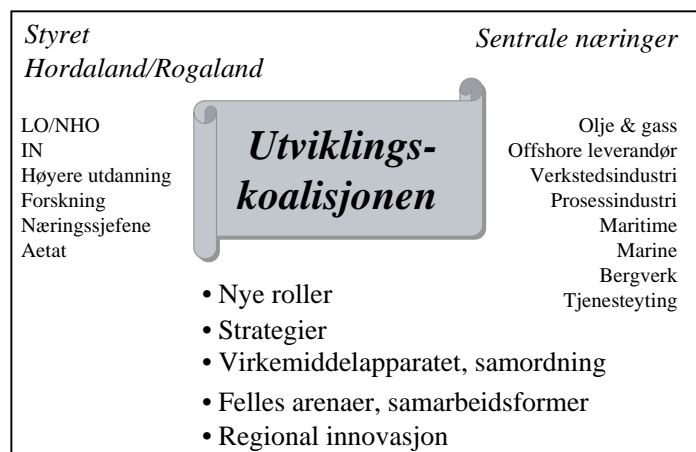 Styret
Hordaland/Rogaland
LO/NHO
IN
Høyere utdanning
Forskning
Næringssjefene
Aetat
Utviklings-
koalisjonen
Sentrale næringer
Olje & gass
Offshore leverandør
Verkstedsindustri
Prosessindustri
Maritime
Marine
Bergverk
Tjenesteyting
• Nye roller
• Strategier
• Virkemiddelapparatet, samordning
• Felles arenaer, samarbeidsformer
• Regional innovasjon